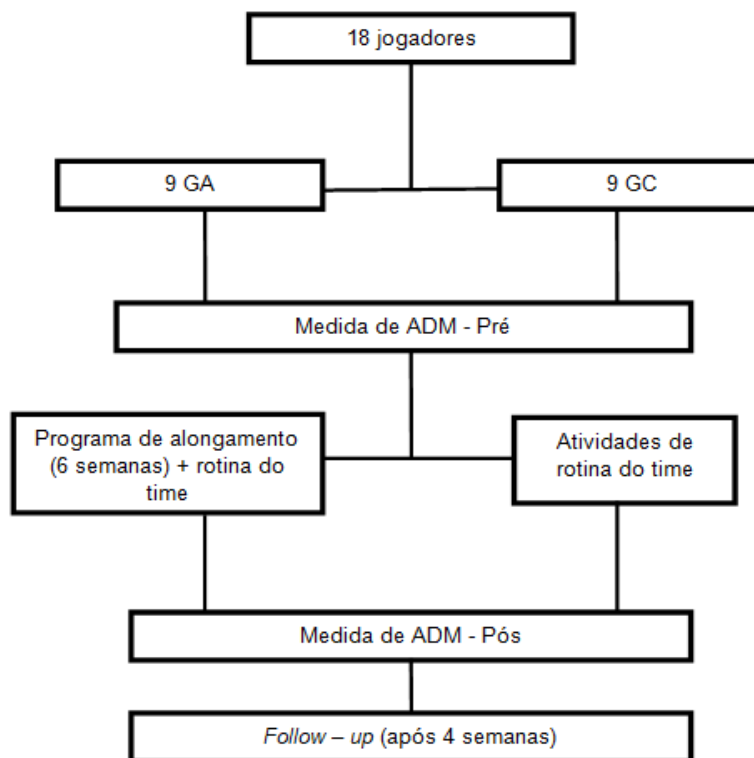 18 jogadores
9 GA
9 GC
Medida de ADM - Pré
Programa de alongamento
(6 semanas) + rotina do
time
Atividades de
rotina do time
Medida de ADM - Pós
Follow – up (após 4 semanas)